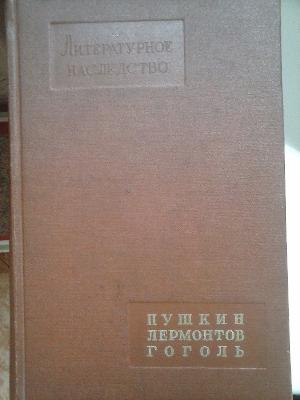 Литературное
наследство
Пушкин
Лермонтов
Гоголь